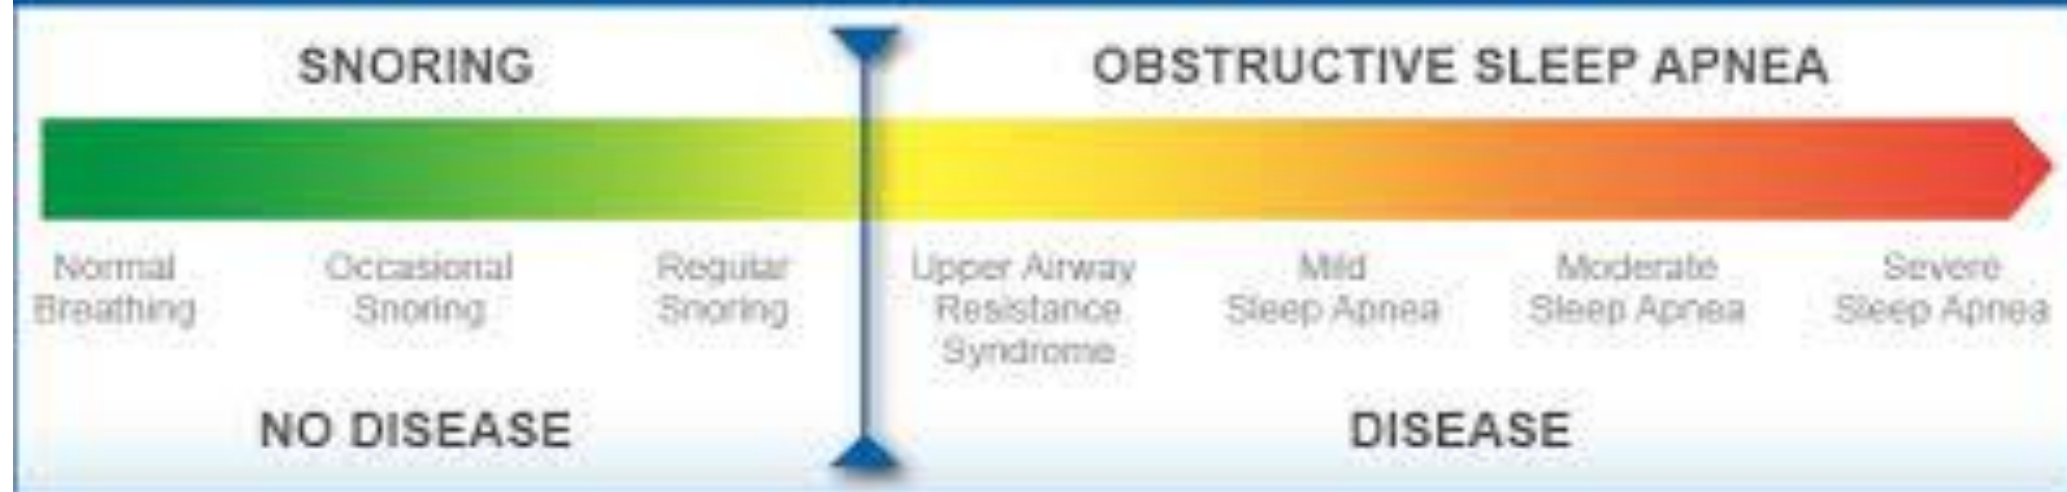 SNORING
OBSTRUCTIVE SLEEP APNEA
Normal
Breathing
Occasional
Snoring
Regular
Snoring
Upper Airway
Resistance
Syndrome
Mild
Sleep Apnea
Moderate
Sleep Apnea
Severe
Sleep Apnea
NO DISEASE
DISEASE